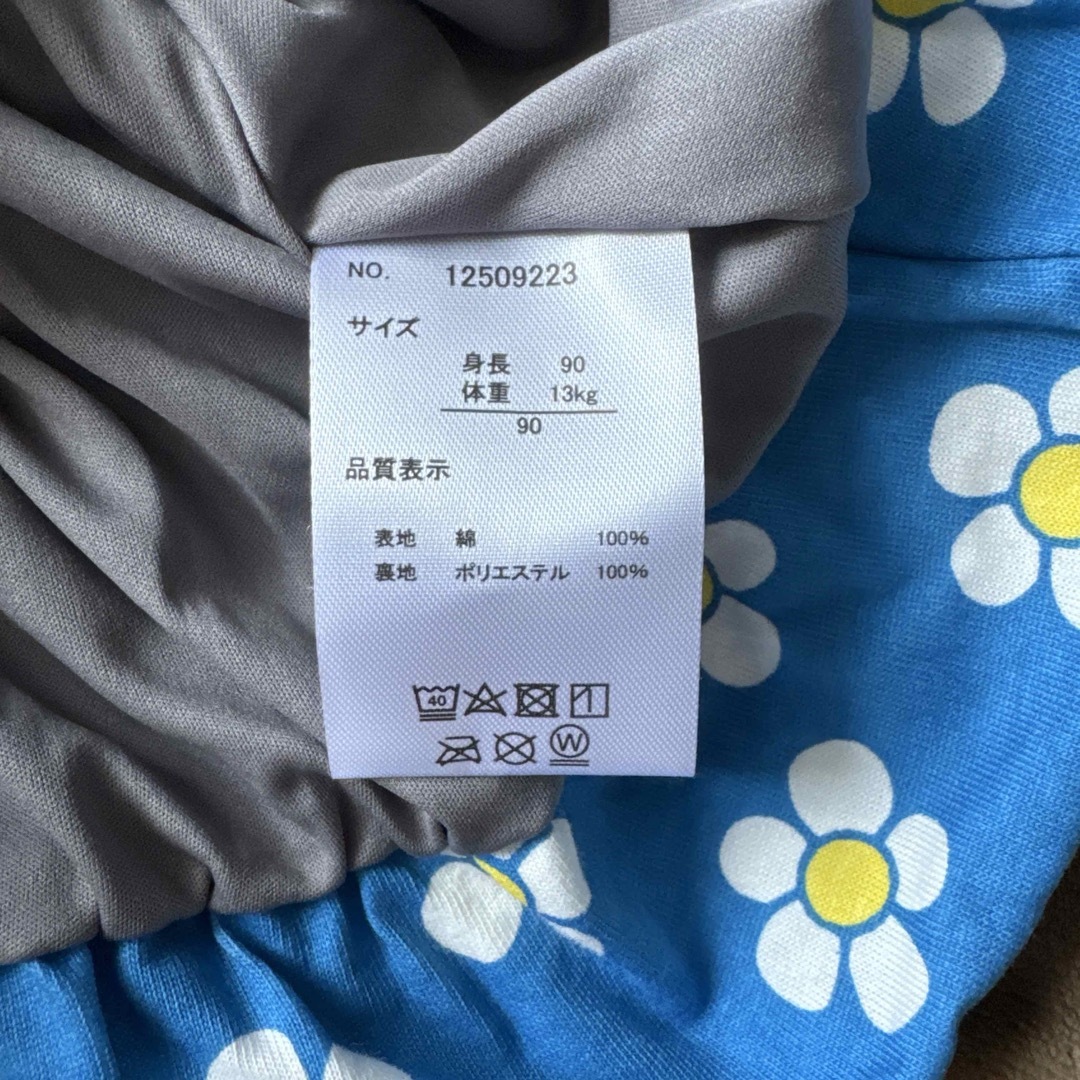 NO. 12509223
サイズ
身長 90
体重 13kg
90
品質表示
表地 綿 100%
裏地 ポリエステル 100%
40
W